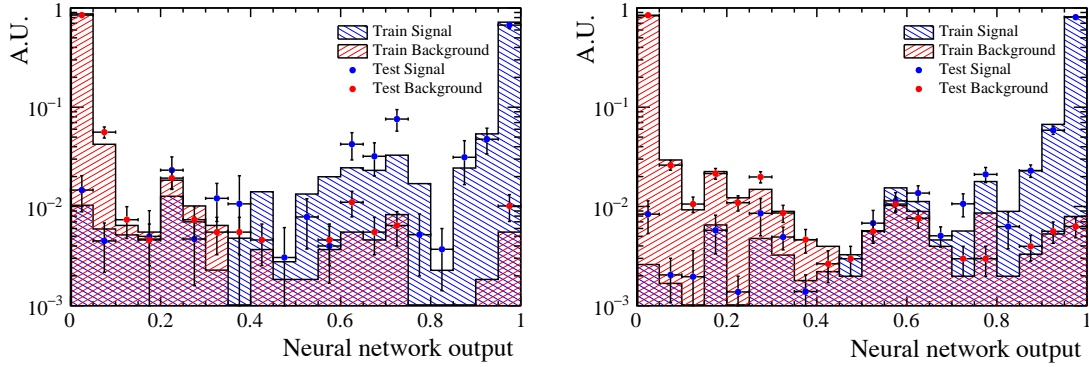 A.U.
1
10⁻¹
10⁻²
10⁻³
Train Signal
Train Background
Test Signal
Test Background
0 0.2 0.4 0.6 0.8 1
Neural network output
A.U.
1
10⁻¹
10⁻²
10⁻³
Train Signal
Train Background
Test Signal
Test Background
0 0.2 0.4 0.6 0.8 1
Neural network output